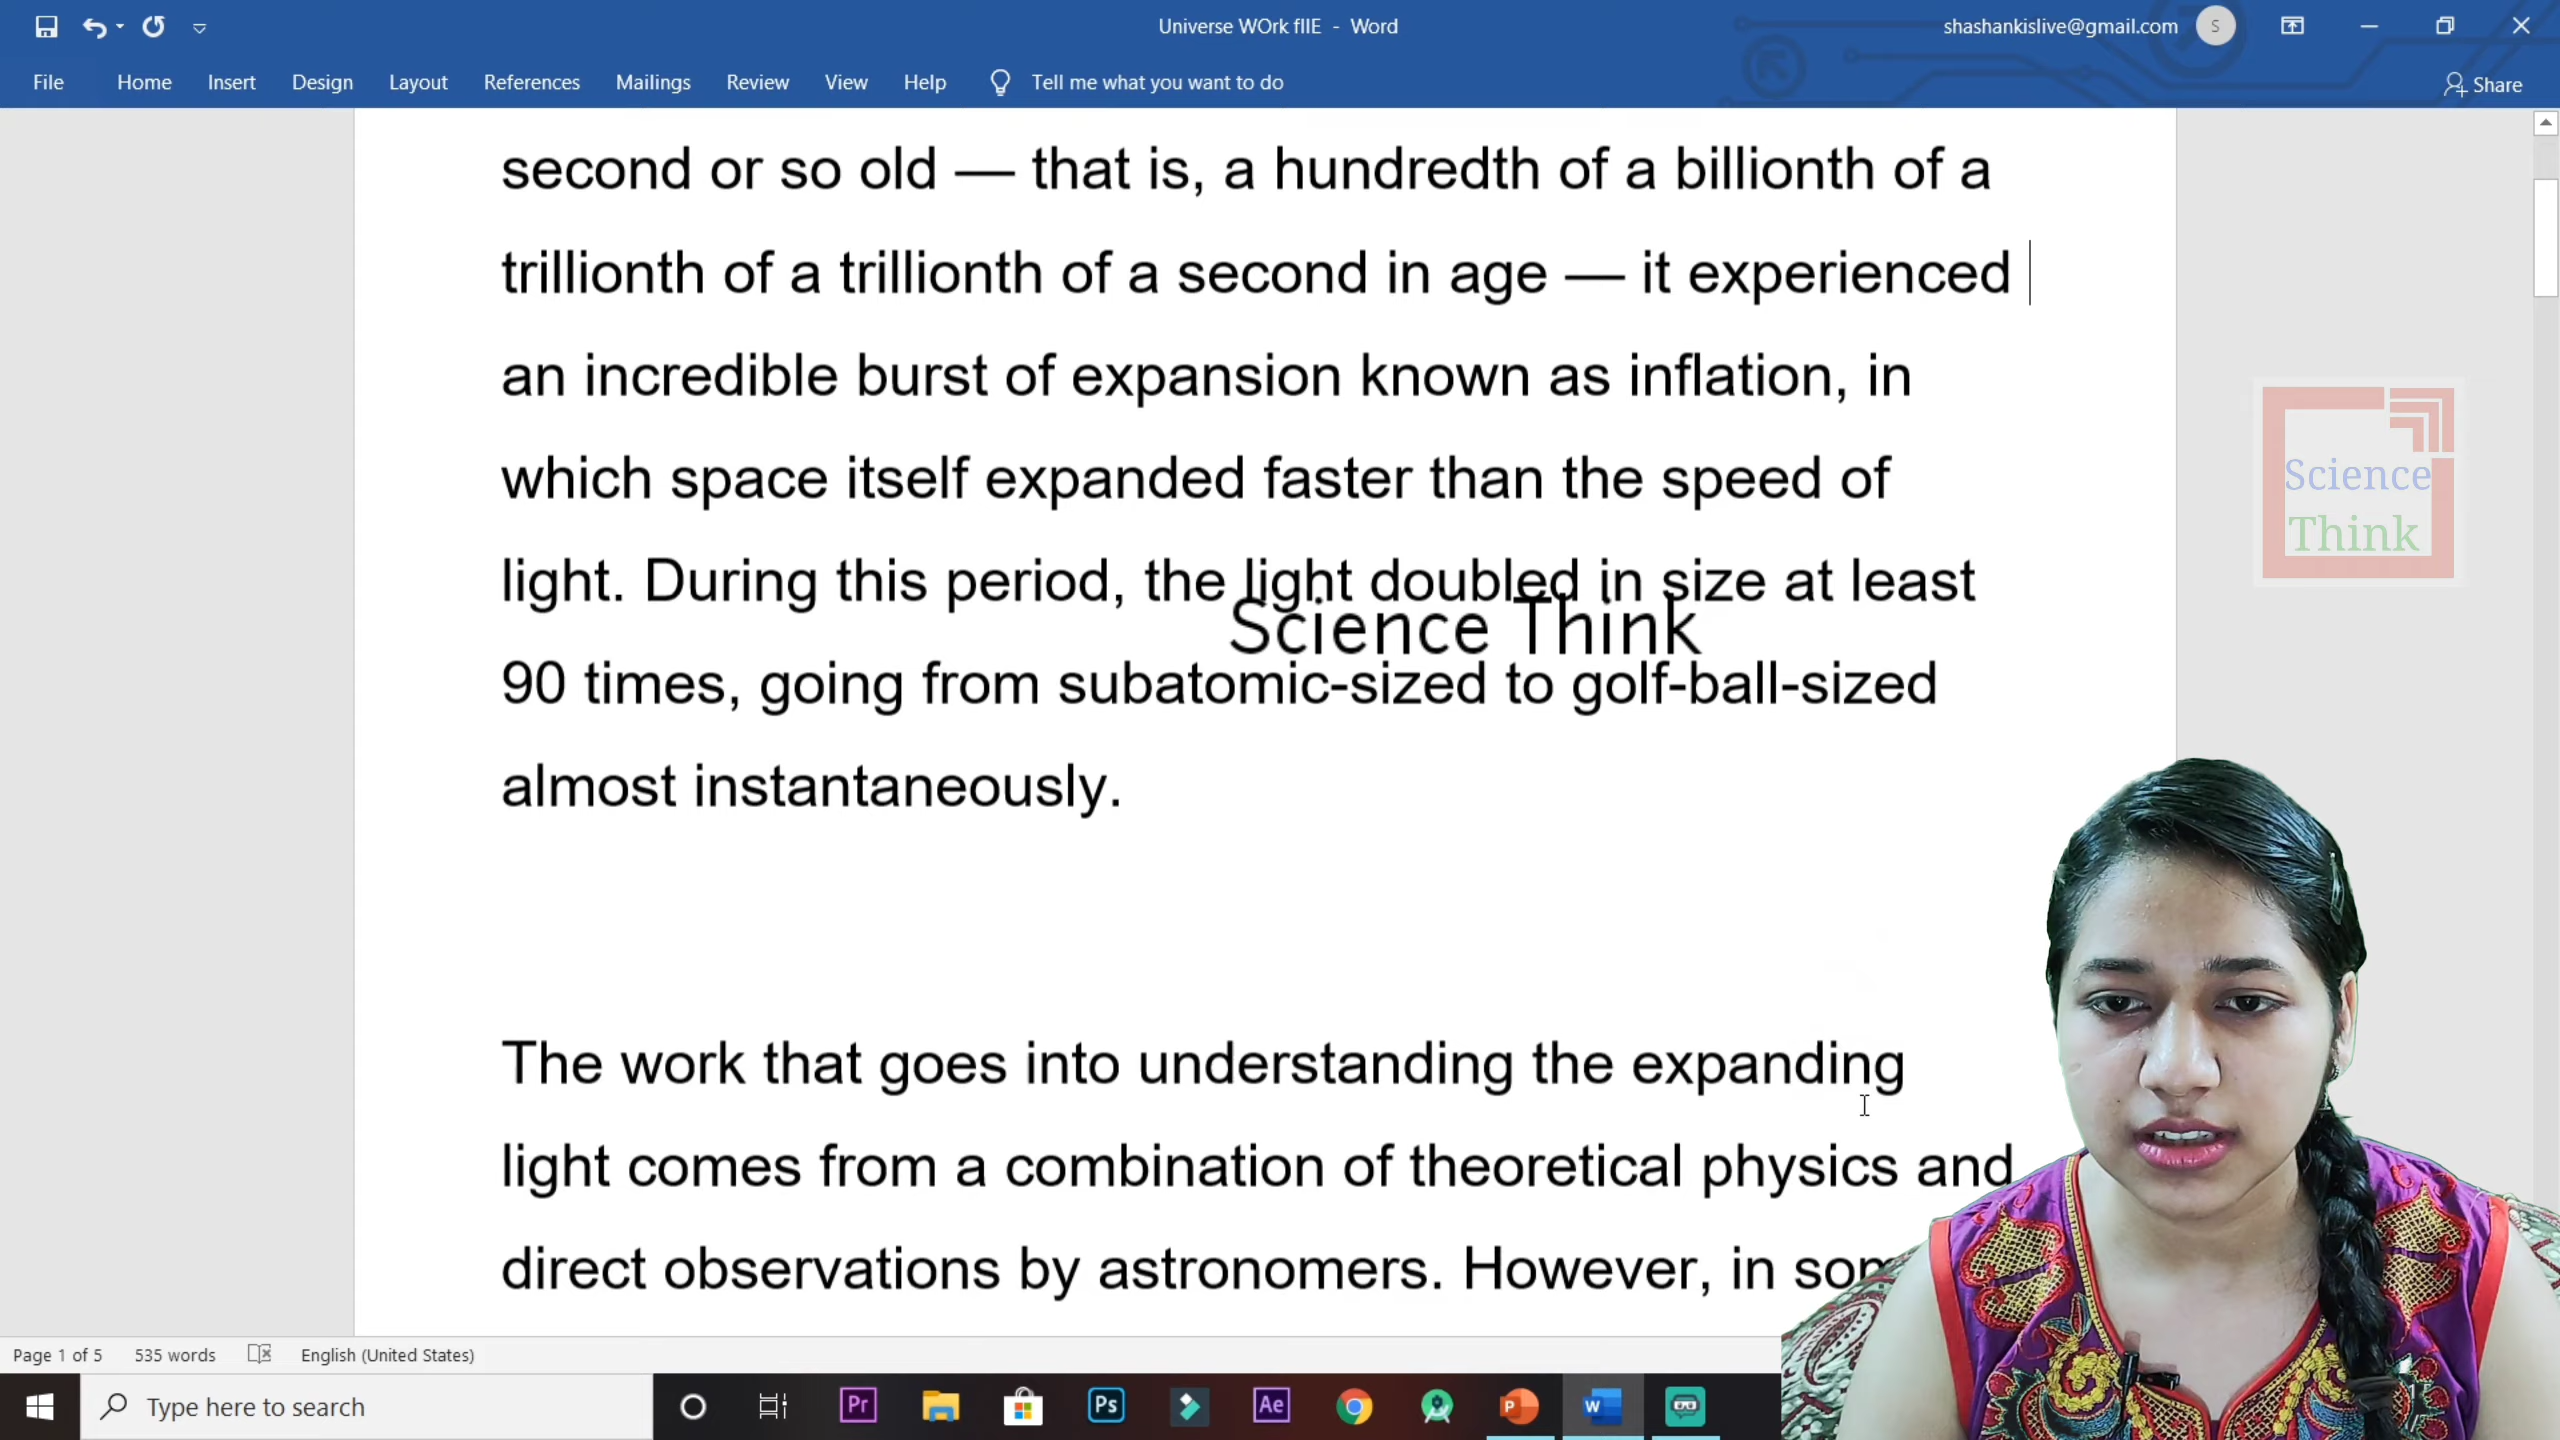 Universe WOrk fIlE - Word
shashankislive@gmail.com
S
File
Home
Insert
Design
Layout
References
Mailings
Review
View
Help
Tell me what you want to do
Share
second or so old — that is, a hundredth of a billionth of a
trillionth of a trillionth of a second in age — it experienced
an incredible burst of expansion known as inflation, in
which space itself expanded faster than the speed of
light. During this period, the light doubled in size at least
Science Think
90 times, going from subatomic-sized to golf-ball-sized
almost instantaneously.
Science
Think
The work that goes into understanding the expanding
light comes from a combination of theoretical physics and
direct observations by astronomers. However, in
Page 1 of 5
535 words
English (United States)
Type here to search
Pr
Ps
Ae
P
W